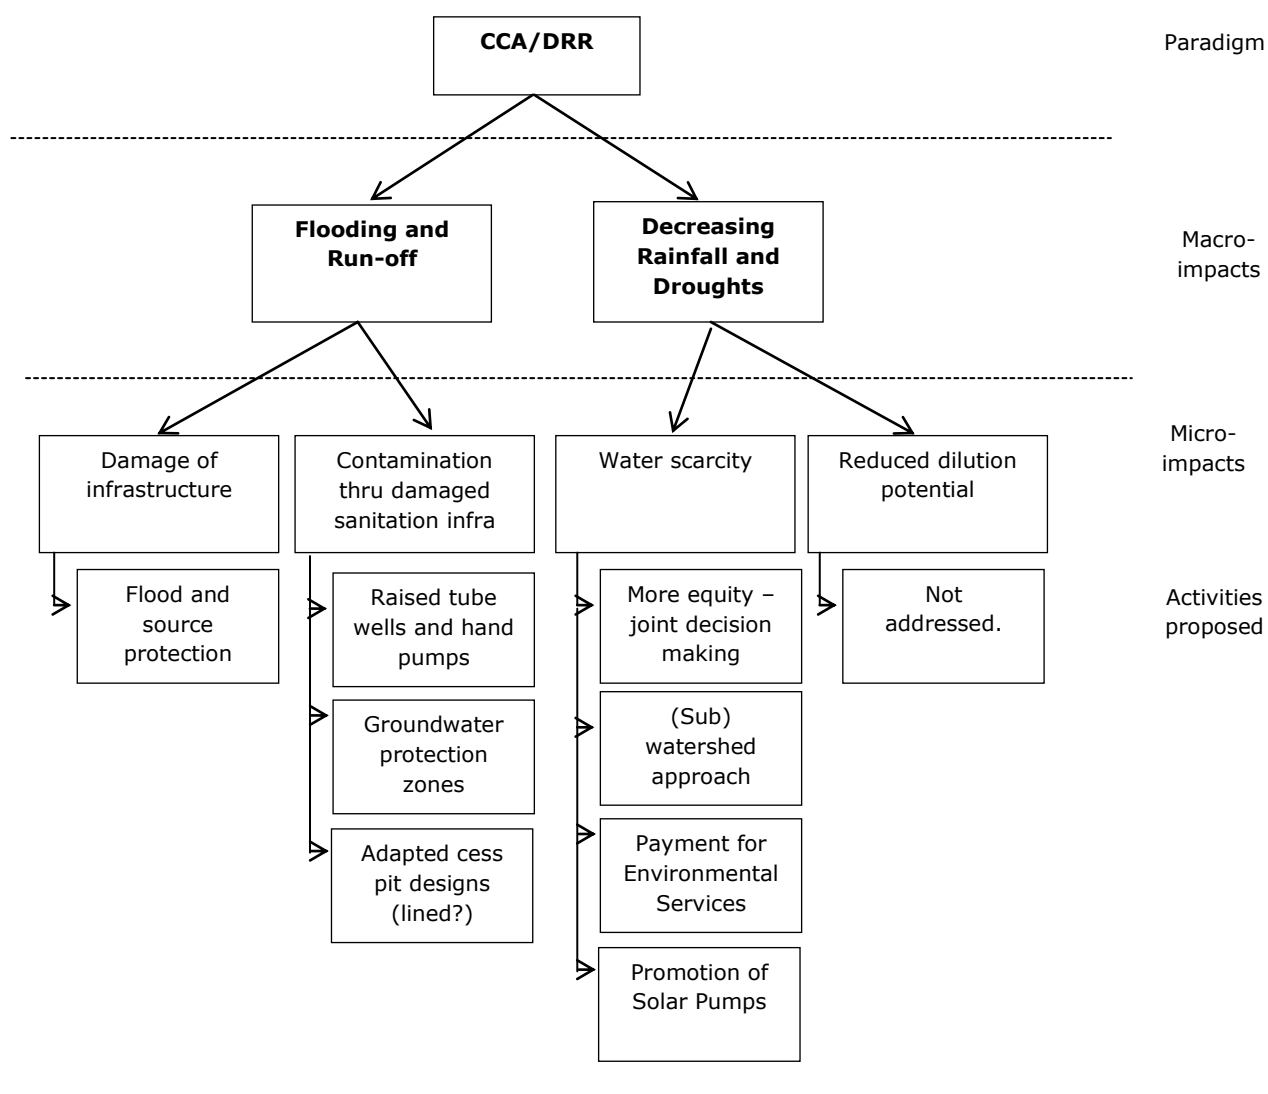 CCA/DRR
Paradigm
Flooding and
Run-off
Decreasing
Rainfall and
Droughts
Macro-
impacts
Damage of
infrastructure
Contamination
thru damaged
sanitation infra
Water scarcity
Reduced dilution
potential
Micro-
impacts
Flood and
source
protection
Raised tube
wells and hand
pumps
Groundwater
protection
zones
Adapted cess
pit designs
(lined?)
More equity –
joint decision
making
(Sub)
watershed
approach
Payment for
Environmental
Services
Promotion of
Solar Pumps
Not
addressed.
Activities
proposed